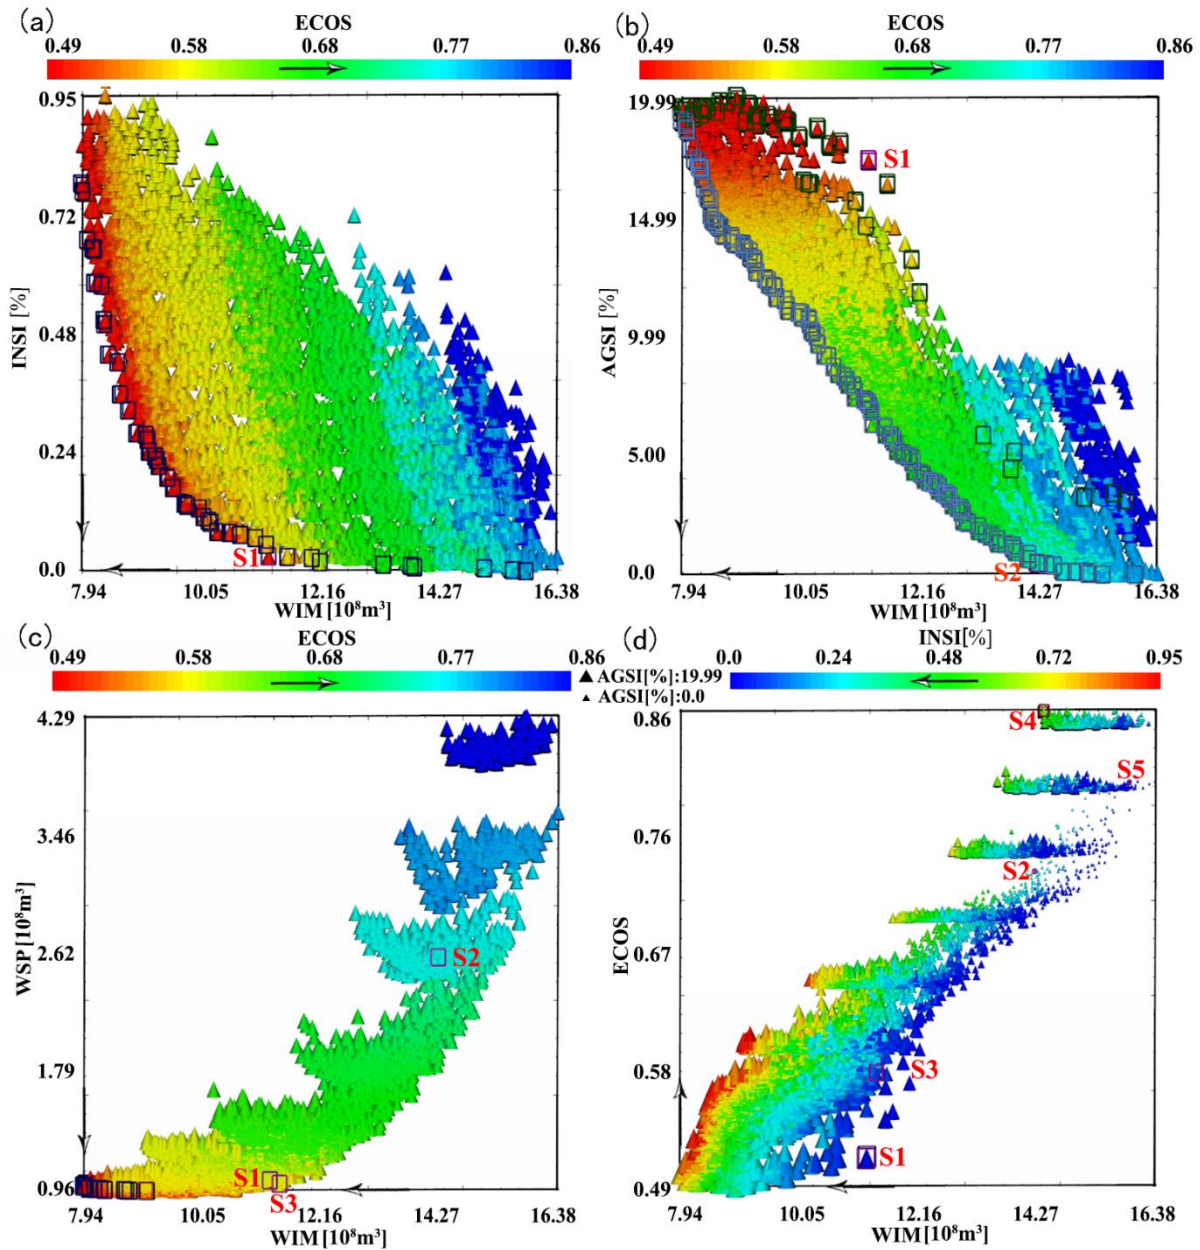 (a)
ECOS
0.49 0.58 0.68 0.77 0.86
0.95
0.72
0.48
0.24
0.0
INSI [%]
S1
7.94 10.05 12.16 14.27 16.38
WIM [10⁸m³]
(b)
ECOS
0.49 0.58 0.68 0.77 0.86
19.99
14.99
9.99
5.00
0.0
AGSI [%]
S1
S2
7.94 10.05 12.16 14.27 16.38
WIM [10⁸m³]
(c)
ECOS
0.49 0.58 0.68 0.77 0.86
AGSI[%]:19.99
AGSI[%]:0.0
4.29
3.46
2.62
1.79
0.96
WSP [10⁸m³]
S2
S1
S3
7.94 10.05 12.16 14.27 16.38
WIM [10⁸m³]
(d)
INSI[%]
0.0 0.24 0.48 0.72 0.95
0.86
0.76
0.67
0.58
0.49
ECOS
S4
S5
S2
S3
S1
7.94 10.05 12.16 14.27 16.38
WIM [10⁸m³]